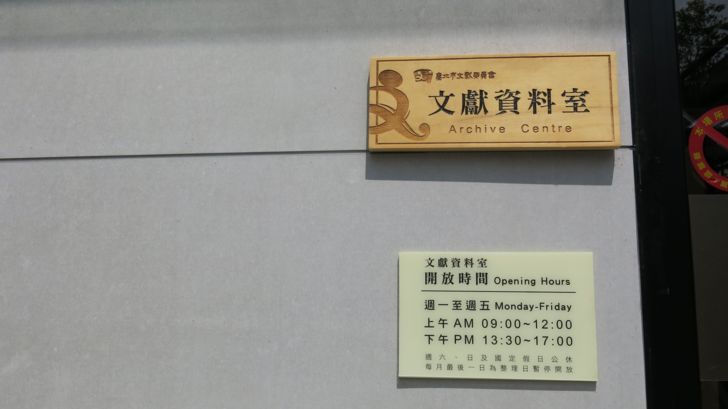 臺北市文獻委員會
文獻資料室
Archive Centre
文獻資料室
開放時間 Opening Hours
週一至週五 Monday-Friday
上午 AM 09:00~12:00
下午 PM 13:30~17:00
週六、日及國定假日公休
每月最後一日為整理日暫停開放
本場所